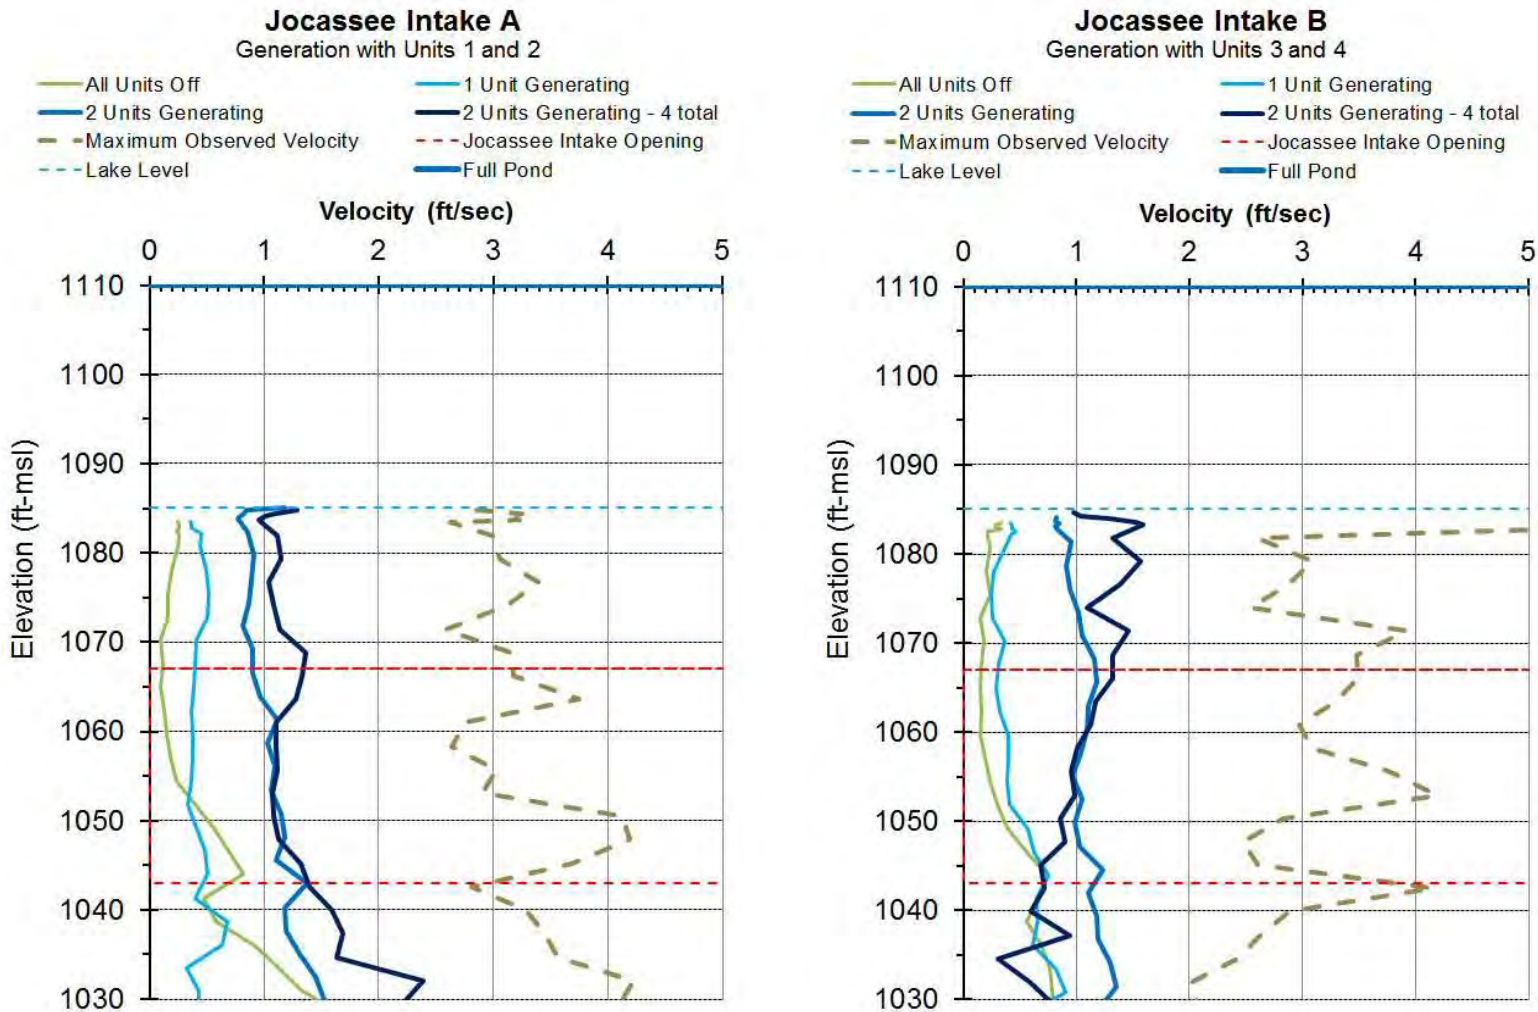 Jocassee Intake A
Generation with Units 1 and 2
All Units Off
1 Unit Generating
2 Units Generating
2 Units Generating - 4 total
Maximum Observed Velocity
Jocassee Intake Opening
Lake Level
Full Pond
Velocity (ft/sec)
0 1 2 3 4 5
Elevation (ft-msl)
1110
1100
1090
1080
1070
1060
1050
1040
1030
Jocassee Intake B
Generation with Units 3 and 4
All Units Off
1 Unit Generating
2 Units Generating
2 Units Generating - 4 total
Maximum Observed Velocity
Jocassee Intake Opening
Lake Level
Full Pond
Velocity (ft/sec)
0 1 2 3 4 5
Elevation (ft-msl)
1110
1100
1090
1080
1070
1060
1050
1040
1030